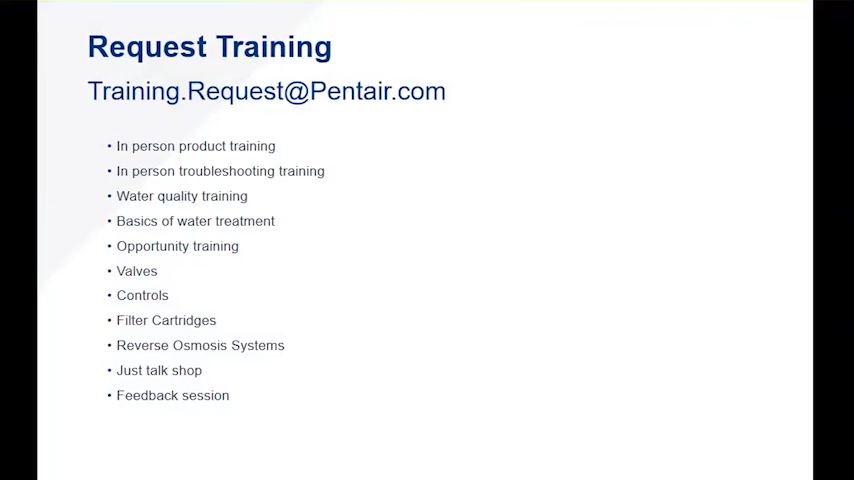 Request Training
Training.Request@Pentair.com
• In person product training
• In person troubleshooting training
• Water quality training
• Basics of water treatment
• Opportunity training
• Valves
• Controls
• Filter Cartridges
• Reverse Osmosis Systems
• Just talk shop
• Feedback session